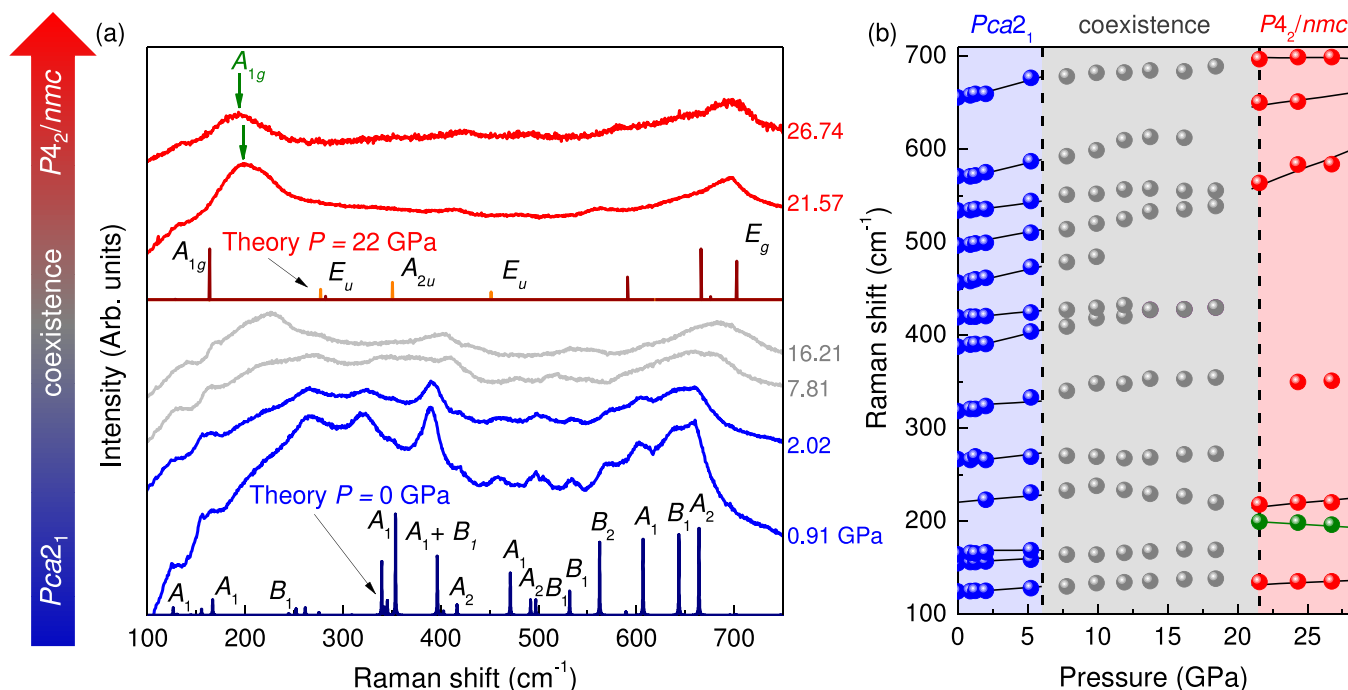 (a)
A1g
26.74
21.57
Theory P = 22 GPa
A1g
Eu
A2u
Eu
Eg
16.21
7.81
2.02
Theory P = 0 GPa
0.91 GPa
A1
A1
B1
A1
A1 + B1
A2
A1
A2
B1
B2
A1
B1
A2
100 200 300 400 500 600 700
Raman shift (cm-1)
Intensity (Arb. units)
P42/nmc
coexistence
Pca21
(b)
Pca21
coexistence
P42/nmc
700
600
500
400
300
200
100
0 5 10 15 20 25
Raman shift (cm-1)
Pressure (GPa)